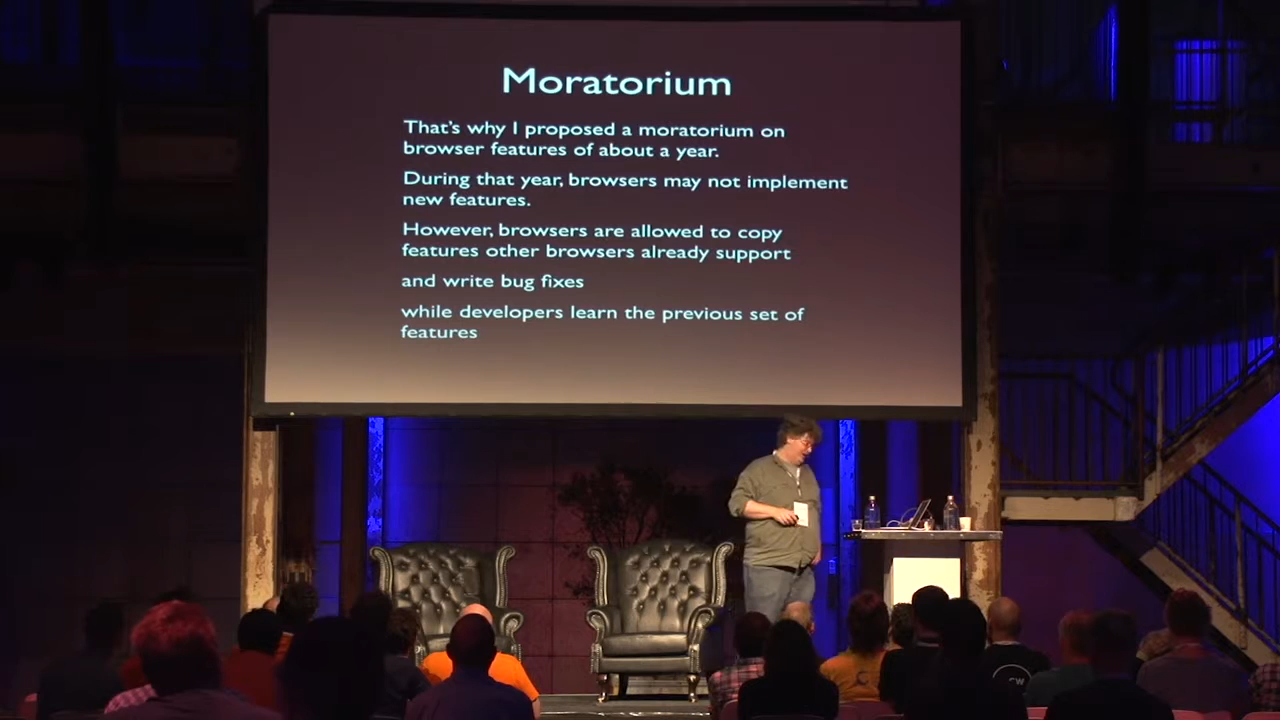 Moratorium
That's why I proposed a moratorium on
browser features of about a year.
During that year, browsers may not implement
new features.
However, browsers are allowed to copy
features other browsers already support
and write bug fixes
while developers learn the previous set of
features